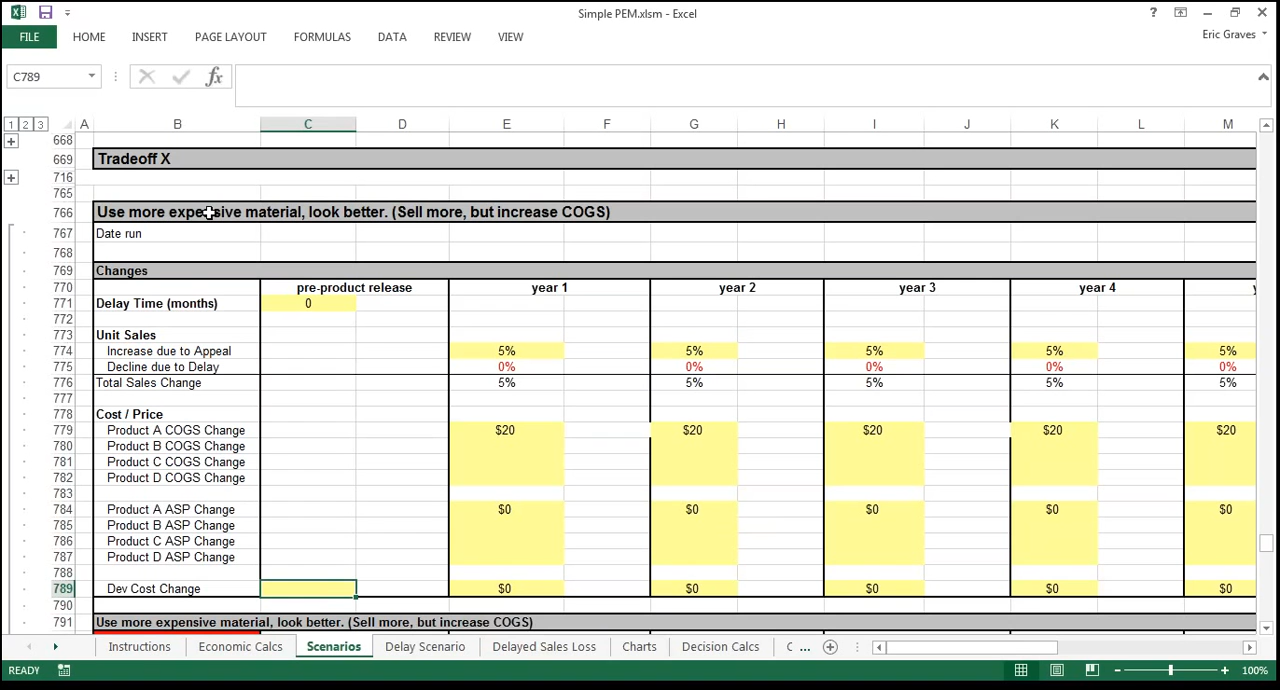 Simple PEM.xlsm - Excel
?
FILE HOME INSERT PAGE LAYOUT FORMULAS DATA REVIEW VIEW
Eric Graves
C789 fx
1 2 3 A B C D E F G H I J K L M
668
669 Tradeoff X
716
765
766 Use more expensive material, look better. (Sell more, but increase COGS)
767 Date run
768
769 Changes
770 pre-product release year 1 year 2 year 3 year 4 y
771 Delay Time (months) 0
772
773 Unit Sales
774 Increase due to Appeal 5% 5% 5% 5% 5%
775 Decline due to Delay 0% 0% 0% 0% 0%
776 Total Sales Change 5% 5% 5% 5% 5%
777
778 Cost / Price
779 Product A COGS Change $20 $20 $20 $20 $20
780 Product B COGS Change
781 Product C COGS Change
782 Product D COGS Change
783
784 Product A ASP Change $0 $0 $0 $0 $0
785 Product B ASP Change
786 Product C ASP Change
787 Product D ASP Change
788
789 Dev Cost Change $0 $0 $0 $0 $0
790
791 Use more expensive material, look better. (Sell more, but increase COGS)
Instructions Economic Calcs Scenarios Delay Scenario Delayed Sales Loss Charts Decision Calcs C ...
READY 100%